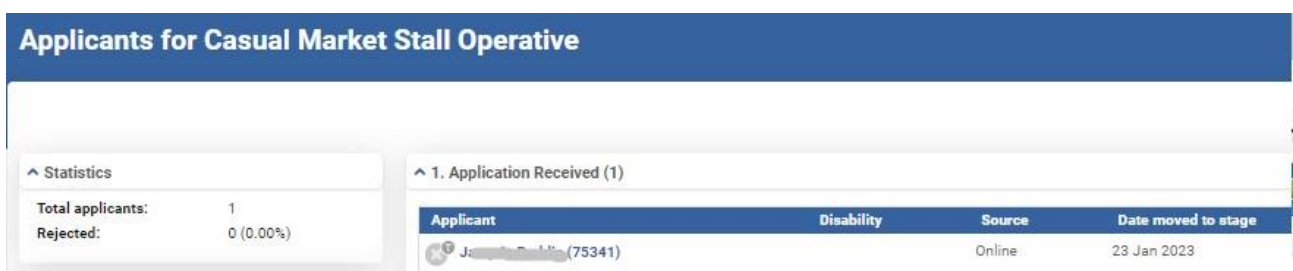 Applicants for Casual Market Stall Operative
Statistics
Total applicants: 1
Rejected: 0 (0.00%)
1. Application Received (1)
Applicant Disability Source Date moved to stage
(75341) Online 23 Jan 2023